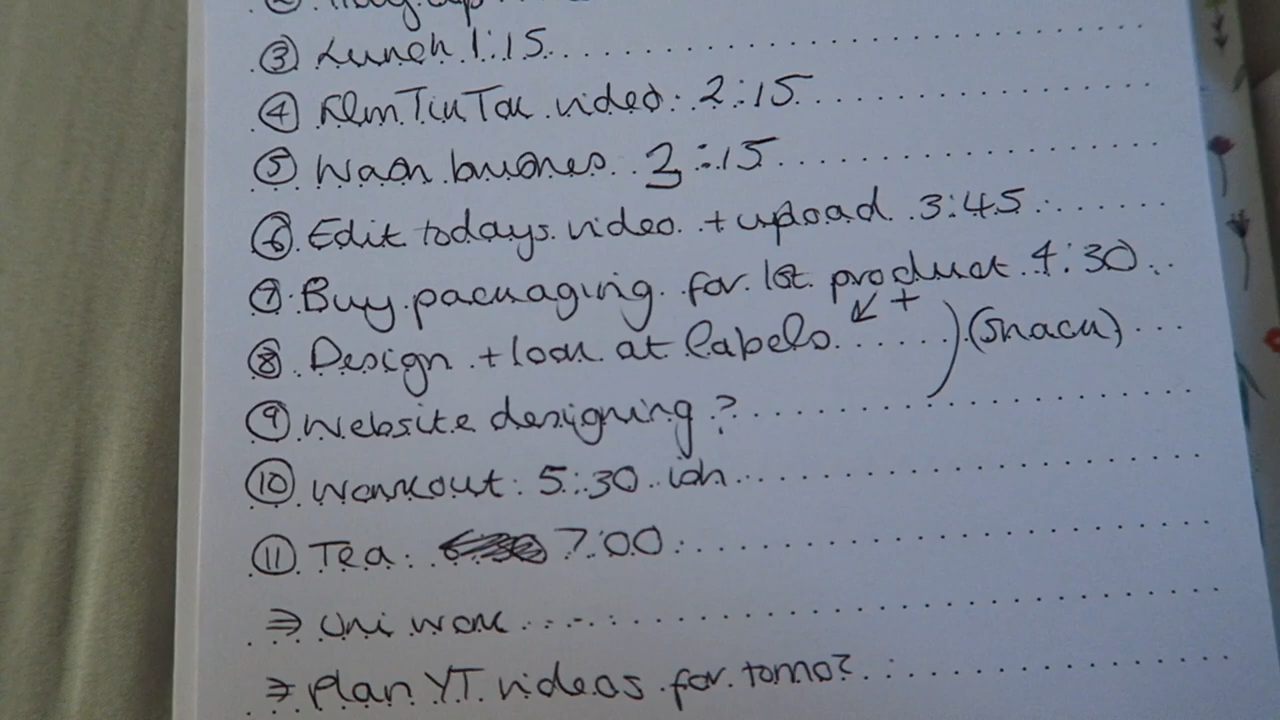 ③ Lunch 1:15
④ Film TikTok video: 2:15
⑤ Wash brushes 3:15
⑥ Edit todays video + upload 3:45
⑦ Buy packaging for 1st product 4:30
⑧ Design + look at labels ↙ + ) (snack)
⑨ Website designing?
⑩ Workout: 5:30 ish
⑪ Tea: 7:00
⇒ Uni work
⇒ Plan YT videos for tomo?